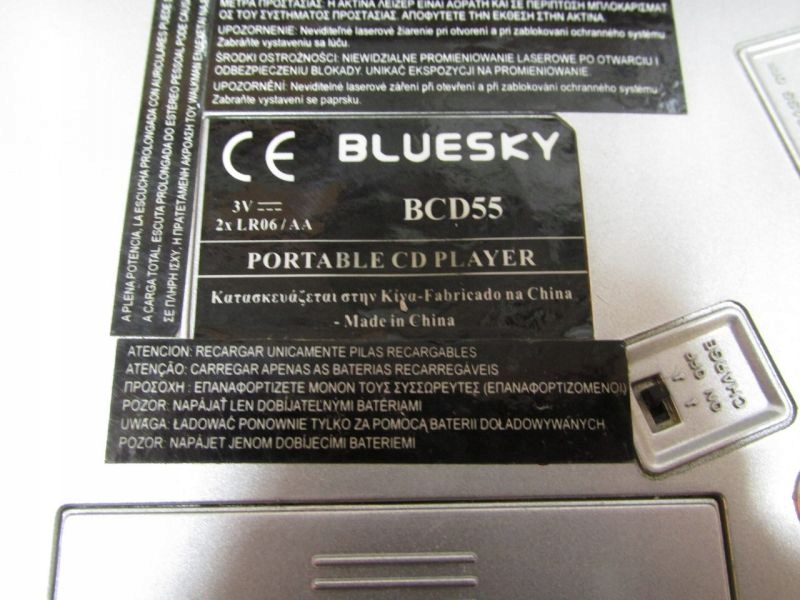 ΜΕΤΡΑ ΠΡΟΣΤΑΣΙΑΣ. Η ΑΚΤΙΝΑ ΛΕΙΖΕΡ ΕΙΝΑΙ ΑΟΡΑΤΗ ΚΑΙ ΣΕ ΠΕΡΙΠΤΩΣΗ ΜΠΛΟΚΑΡΙΣΜΑΤ
ΟΣ ΤΟΥ ΣΥΣΤΗΜΑΤΟΣ ΠΡΟΣΤΑΣΙΑΣ. ΑΠΟΦΥΓΕΤΕ ΤΗΝ ΕΚΘΕΣΗ ΣΤΗΝ ΑΚΤΙΝΑ.
UPOZORNENIE: Neviditeľné laserové žiarenie pri otvorení a pri zablokovaní ochranného systému
Zabráňte vystaveniu sa lúču.
ŚRODKI OSTROŻNOŚCI: NIEWIDZIALNE PROMIENIOWANIE LASEROWE PO OTWARCIU I
ODBEZPIECZENIU BLOKADY. UNIKAĆ EKSPOZYCJI NA PROMIENIOWANIE.
UPOZORNĚNÍ: Neviditelné laserové záření při otevření a při zablokování ochranného systému
Zabraňte vystavení se paprsku.
A PLENA POTENCIA, LA ESCUCHA PROLONGADA CON AURICULARES PUEDE
A CARGA TOTAL, ESCUTA PROLONGADA DO ESTÉREO PESSOAL PODE
ΣΕ ΠΛΗΡΗ ΙΣΧΥ, Η ΠΡΑΤΕΤΑΜΕΝΗ ΑΚΡΟΑΣΗ ΤΟΥ WALKMAN ΕΝΔΕΧΕΤΑΙ ΝΑ
CE BLUESKY
3V
2x LR06 / AA
BCD55
PORTABLE CD PLAYER
Κατασκευάζεται στην Κίνα-Fabricado na China
- Made in China
ATENCION: RECARGAR UNICAMENTE PILAS RECARGABLES
ATENÇÃO: CARREGAR APENAS AS BATERIAS RECARREGÁVEIS
ΠΡΟΣΟΧΗ : ΕΠΑΝΑΦΟΡΤΙΖΕΤΕ ΜΟΝΟΝ ΤΟΥΣ ΣΥΣΣΩΡΕΥΤΕΣ (ΕΠΑΝΑΦΟΡΤΙΖΟΜΕΝΟΙ)
POZOR: NAPÁJAŤ LEN DOBÍJATEĽNÝMI BATÉRIAMI
UWAGA: ŁADOWAĆ PONOWNIE TYLKO ZA POMOCĄ BATERII DOŁADOWYWANYCH
POZOR: NAPÁJET JENOM DOBÍJECÍMI BATERIEMI
CHARGE
ON OFF